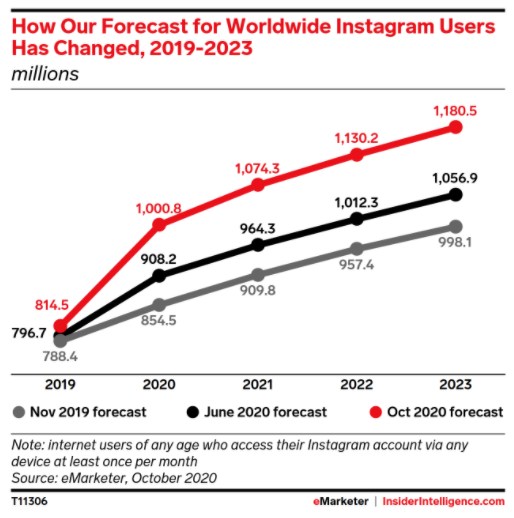 How Our Forecast for Worldwide Instagram Users
Has Changed, 2019-2023
millions
1,180.5
1,130.2
1,074.3
1,000.8
814.5
1,056.9
1,012.3
964.3
908.2
796.7
998.1
957.4
909.8
854.5
788.4
2019 2020 2021 2022 2023
Nov 2019 forecast June 2020 forecast Oct 2020 forecast
Note: internet users of any age who access their Instagram account via any
device at least once per month
Source: eMarketer, October 2020
T11306 eMarketer | InsiderIntelligence.com